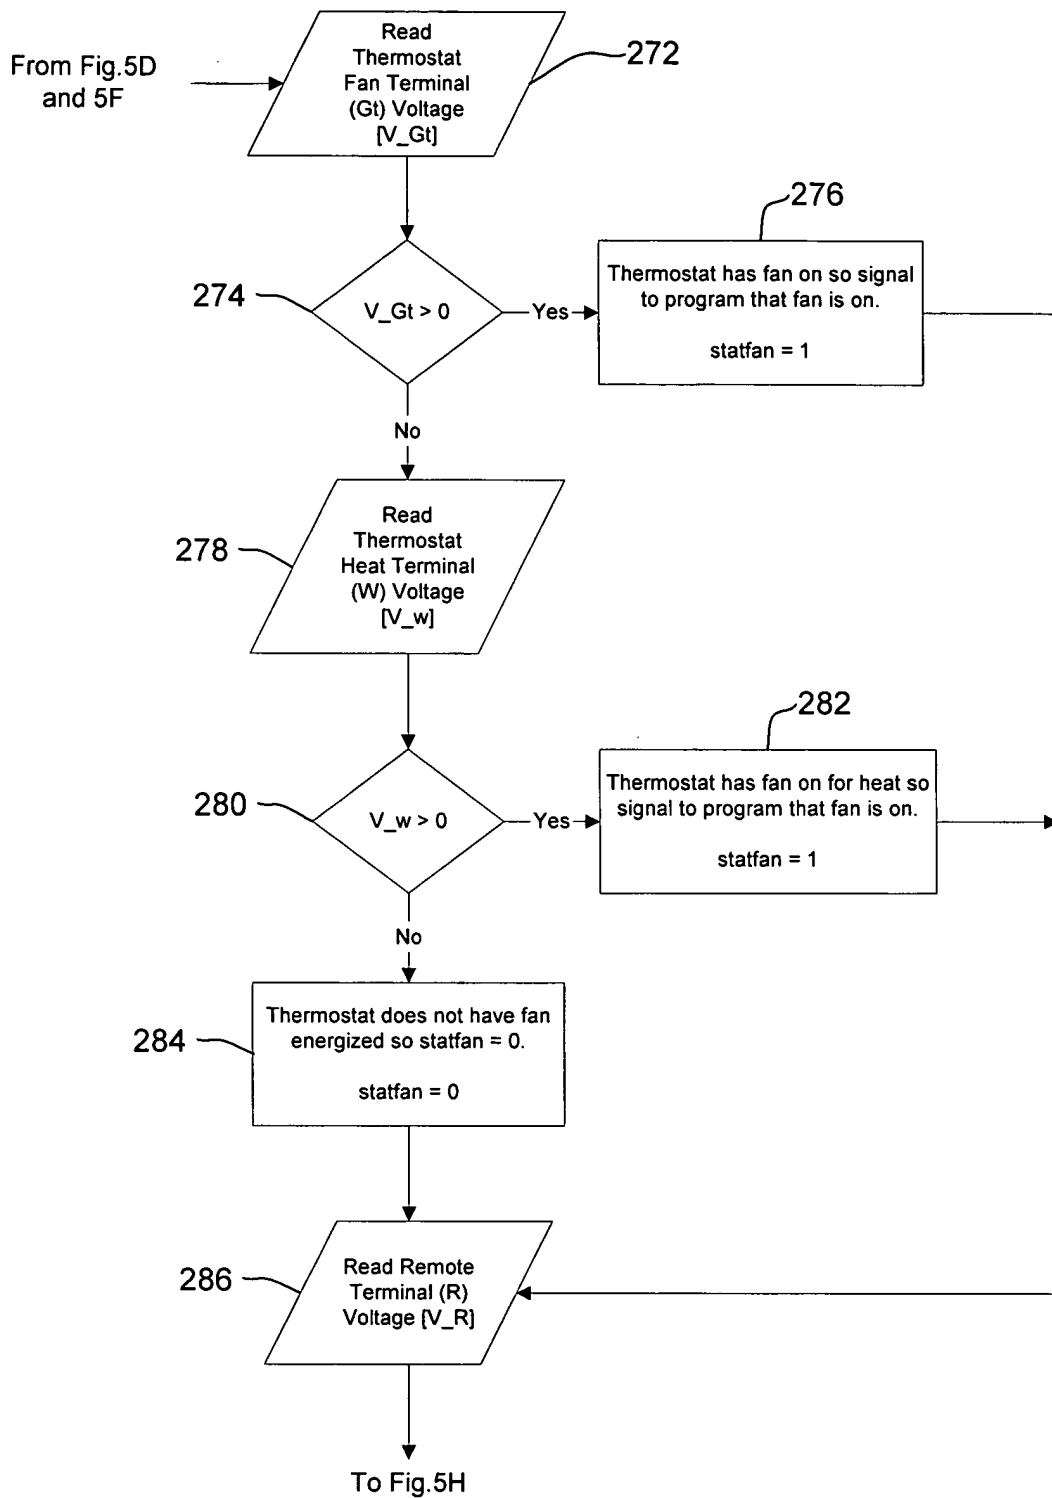 From Fig.5D
and 5F
Read
Thermostat
Fan Terminal
(Gt) Voltage
[V_Gt]
272
274
V_Gt > 0
Yes
276
Thermostat has fan on so signal
to program that fan is on.
statfan = 1
No
278
Read
Thermostat
Heat Terminal
(W) Voltage
[V_w]
280
V_w > 0
Yes
282
Thermostat has fan on for heat so
signal to program that fan is on.
statfan = 1
No
284
Thermostat does not have fan
energized so statfan = 0.
statfan = 0
286
Read Remote
Terminal (R)
Voltage [V_R]
To Fig.5H